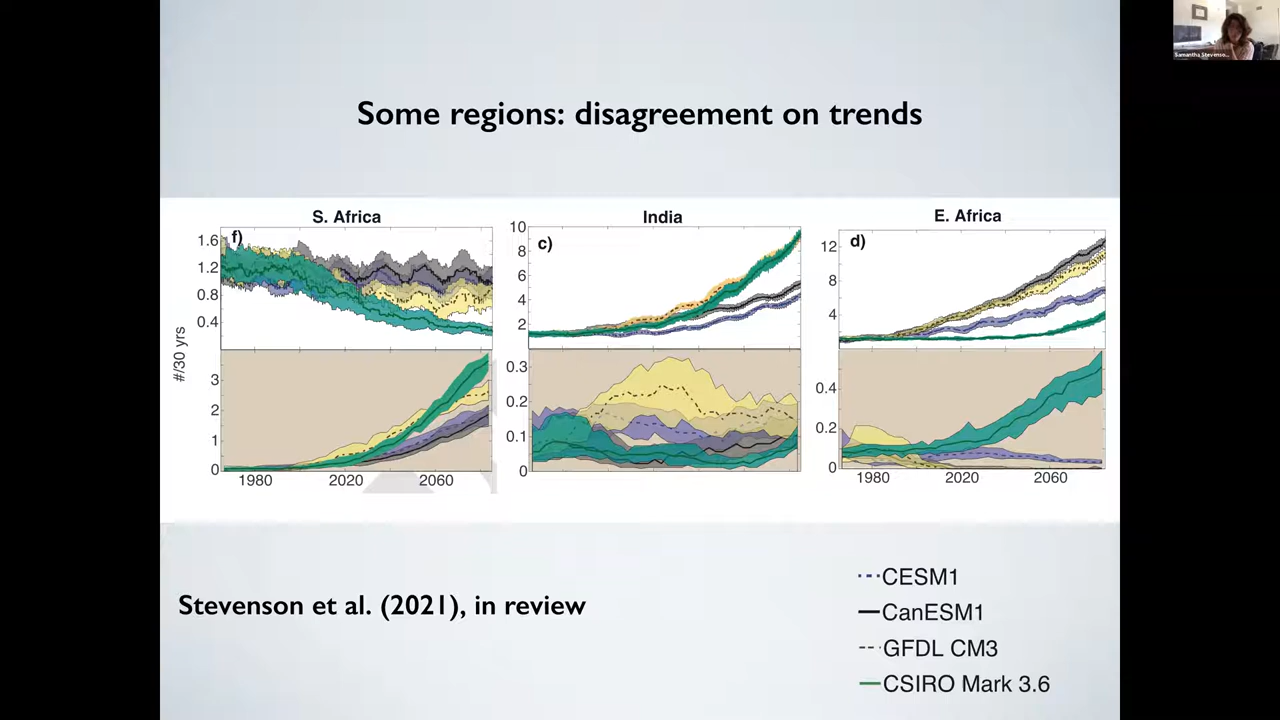 Samantha Stevenso...
Some regions: disagreement on trends
S. Africa
India
E. Africa
f)
c)
d)
1.6
1.2
0.8
0.4
10
8
6
4
2
12
8
4
#/30 yrs
3
2
1
0
0.3
0.2
0.1
0
0.4
0.2
0
1980 2020 2060
1980 2020 2060
Stevenson et al. (2021), in review
CESM1
CanESM1
GFDL CM3
CSIRO Mark 3.6